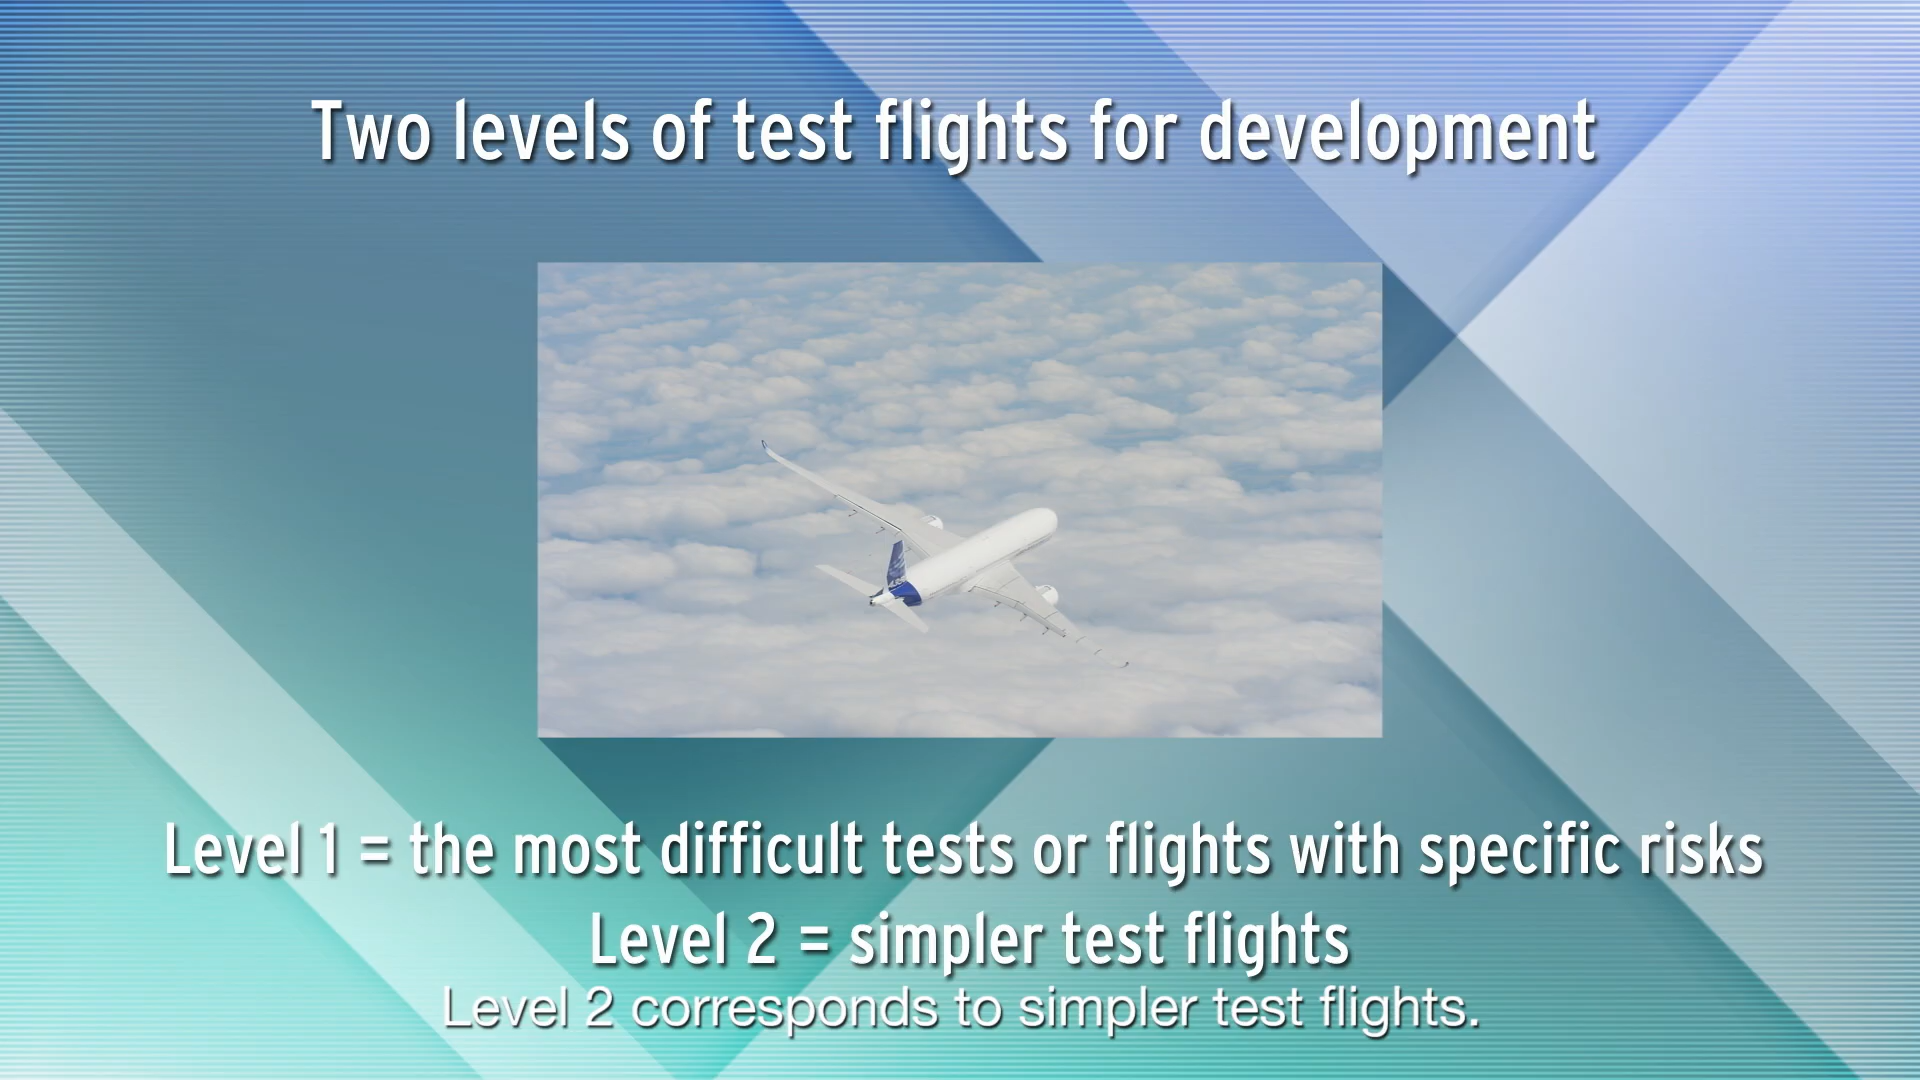 Two levels of test flights for development
Level 1 = the most difficult tests or flights with specific risks
Level 2 = simpler test flights
Level 2 corresponds to simpler test flights.